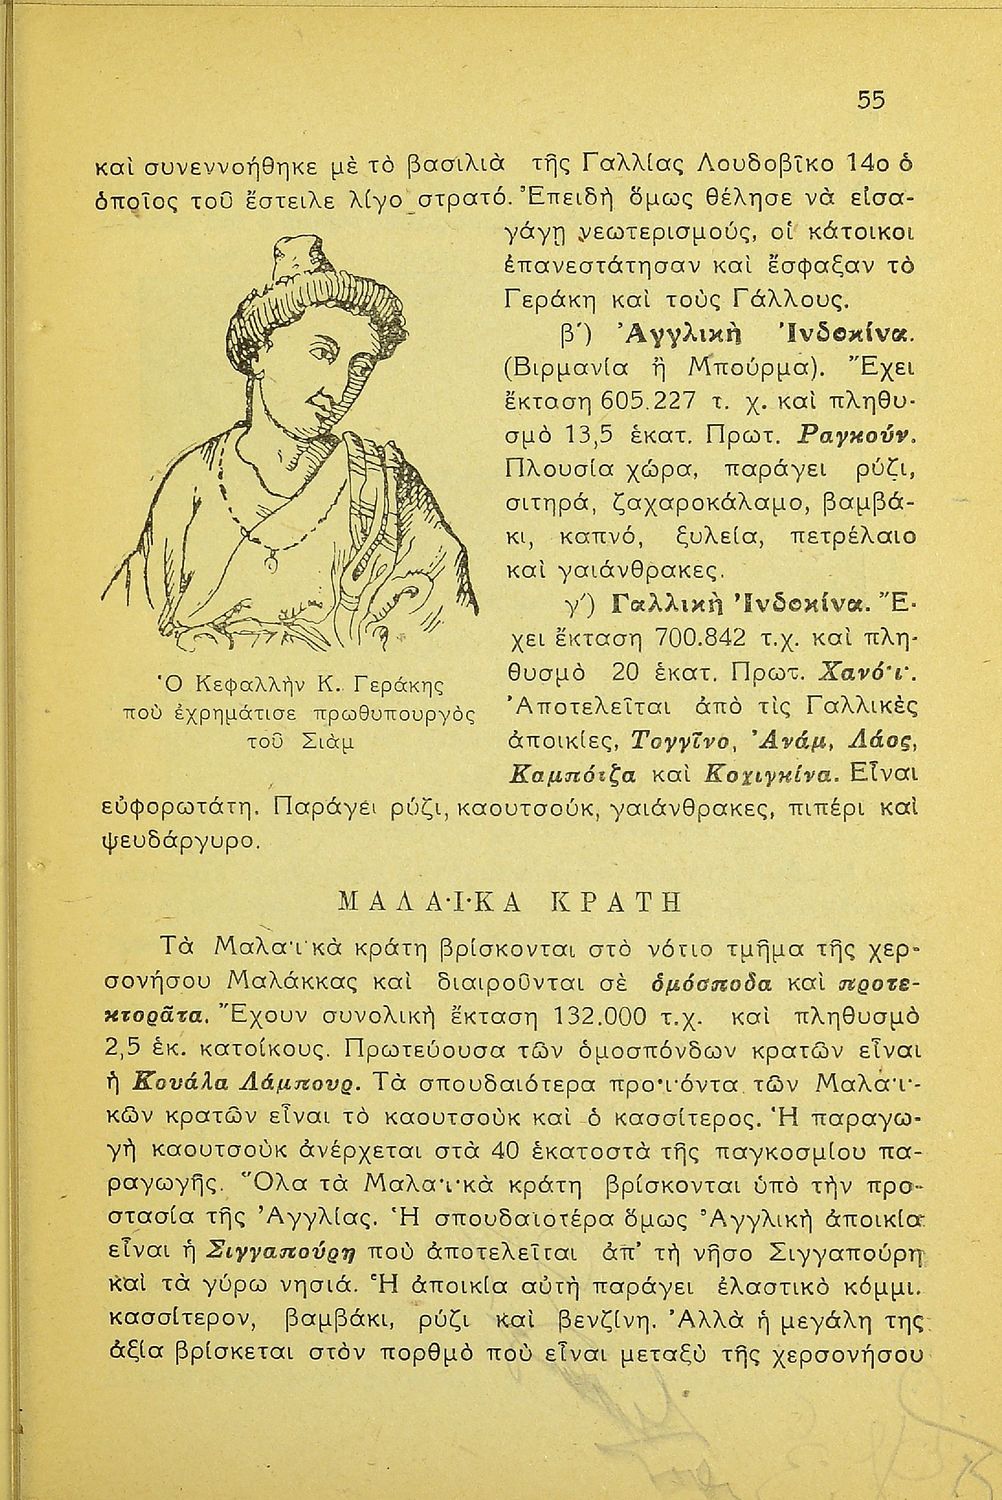 55
καὶ συνεννοήθηκε μὲ τὸ βασιλιὰ τῆς Γαλλίας Λουδοβῖκο 14ο ὁ
ὁποῖος τοῦ ἔστειλε λίγο στρατό. Ἐπειδὴ ὅμως θέλησε νὰ εἰσα-
γάγῃ νεωτερισμούς, οἱ κάτοικοι
ἐπανεστάτησαν καὶ ἔσφαξαν τὸ
Γεράκη καὶ τοὺς Γάλλους.
β΄) Ἀγγλικὴ Ἰνδοκίνα.
(Βιρμανία ἢ Μπούρμα). Ἔχει
ἔκταση 605.227 τ. χ. καὶ πληθυ-
σμὸ 13,5 ἑκατ. Πρωτ. Ραγκούν.
Πλουσία χώρα, παράγει ρύζι,
σιτηρά, ζαχαροκάλαμο, βαμβά-
κι, καπνό, ξυλεία, πετρέλαιο
καὶ γαιάνθρακες.
γ΄) Γαλλικὴ Ἰνδοκίνα. Ἔ-
χει ἔκταση 700.842 τ.χ. καὶ πλη-
θυσμὸ 20 ἑκατ. Πρωτ. Χανόϊ.
Ἀποτελεῖται ἀπὸ τὶς Γαλλικὲς
ἀποικίες, Τογγῖνο, Ἀνάμ, Λάος,
Καμπότζα καὶ Κοχιγκίνα. Εἶναι
εὐφορωτάτη. Παράγει ρύζι, καουτσούκ, γαιάνθρακες, πιπέρι καὶ
ψευδάργυρο.
Ὁ Κεφαλλὴν Κ. Γεράκης
ποὺ ἐχρημάτισε πρωθυπουργὸς
τοῦ Σιὰμ
ΜΑΛΑΪΚΑ ΚΡΑΤΗ
Τὰ Μαλαϊκὰ κράτη βρίσκονται στὸ νότιο τμῆμα τῆς χερ-
σονήσου Μαλάκκας καὶ διαιροῦνται σὲ ὁμόσποδα καὶ προτε-
κτορᾶτα. Ἔχουν συνολικὴ ἔκταση 132.000 τ.χ. καὶ πληθυσμὸ
2,5 ἑκ. κατοίκους. Πρωτεύουσα τῶν ὁμοσπόνδων κρατῶν εἶναι
ἡ Κουάλα Λάμπουρ. Τὰ σπουδαιότερα προϊόντα τῶν Μαλαϊ-
κῶν κρατῶν εἶναι τὸ καουτσοὺκ καὶ ὁ κασσίτερος. Ἡ παραγω-
γὴ καουτσοὺκ ἀνέρχεται στὰ 40 ἑκατοστὰ τῆς παγκοσμίου πα-
ραγωγῆς. Ὅλα τὰ Μαλαϊκὰ κράτη βρίσκονται ὑπὸ τὴν προ-
στασία τῆς Ἀγγλίας. Ἡ σπουδαιοτέρα ὅμως Ἀγγλικὴ ἀποικία
εἶναι ἡ Σιγγαπούρη ποὺ ἀποτελεῖται ἀπ' τὴ νῆσο Σιγγαπούρη
καὶ τὰ γύρω νησιά. Ἡ ἀποικία αὐτὴ παράγει ἐλαστικὸ κόμμι.
κασσίτερον, βαμβάκι, ρύζι καὶ βενζίνη. Ἀλλὰ ἡ μεγάλη της
ἀξία βρίσκεται στὸν πορθμὸ ποὺ εἶναι μεταξὺ τῆς χερσονήσου